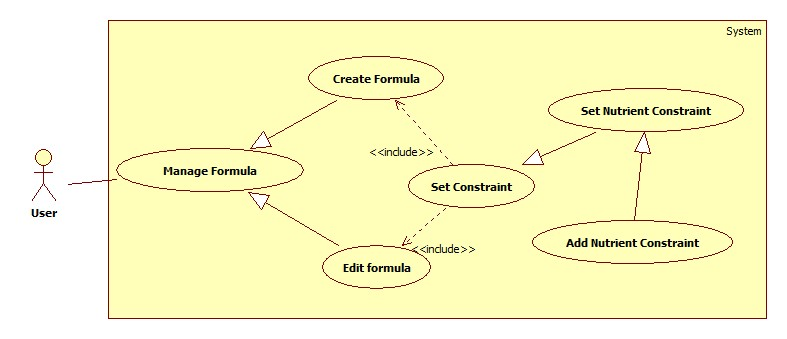 System
Create Formula
Set Nutrient Constraint
<<include>>
Manage Formula
Set Constraint
User
Add Nutrient Constraint
<<include>>
Edit formula